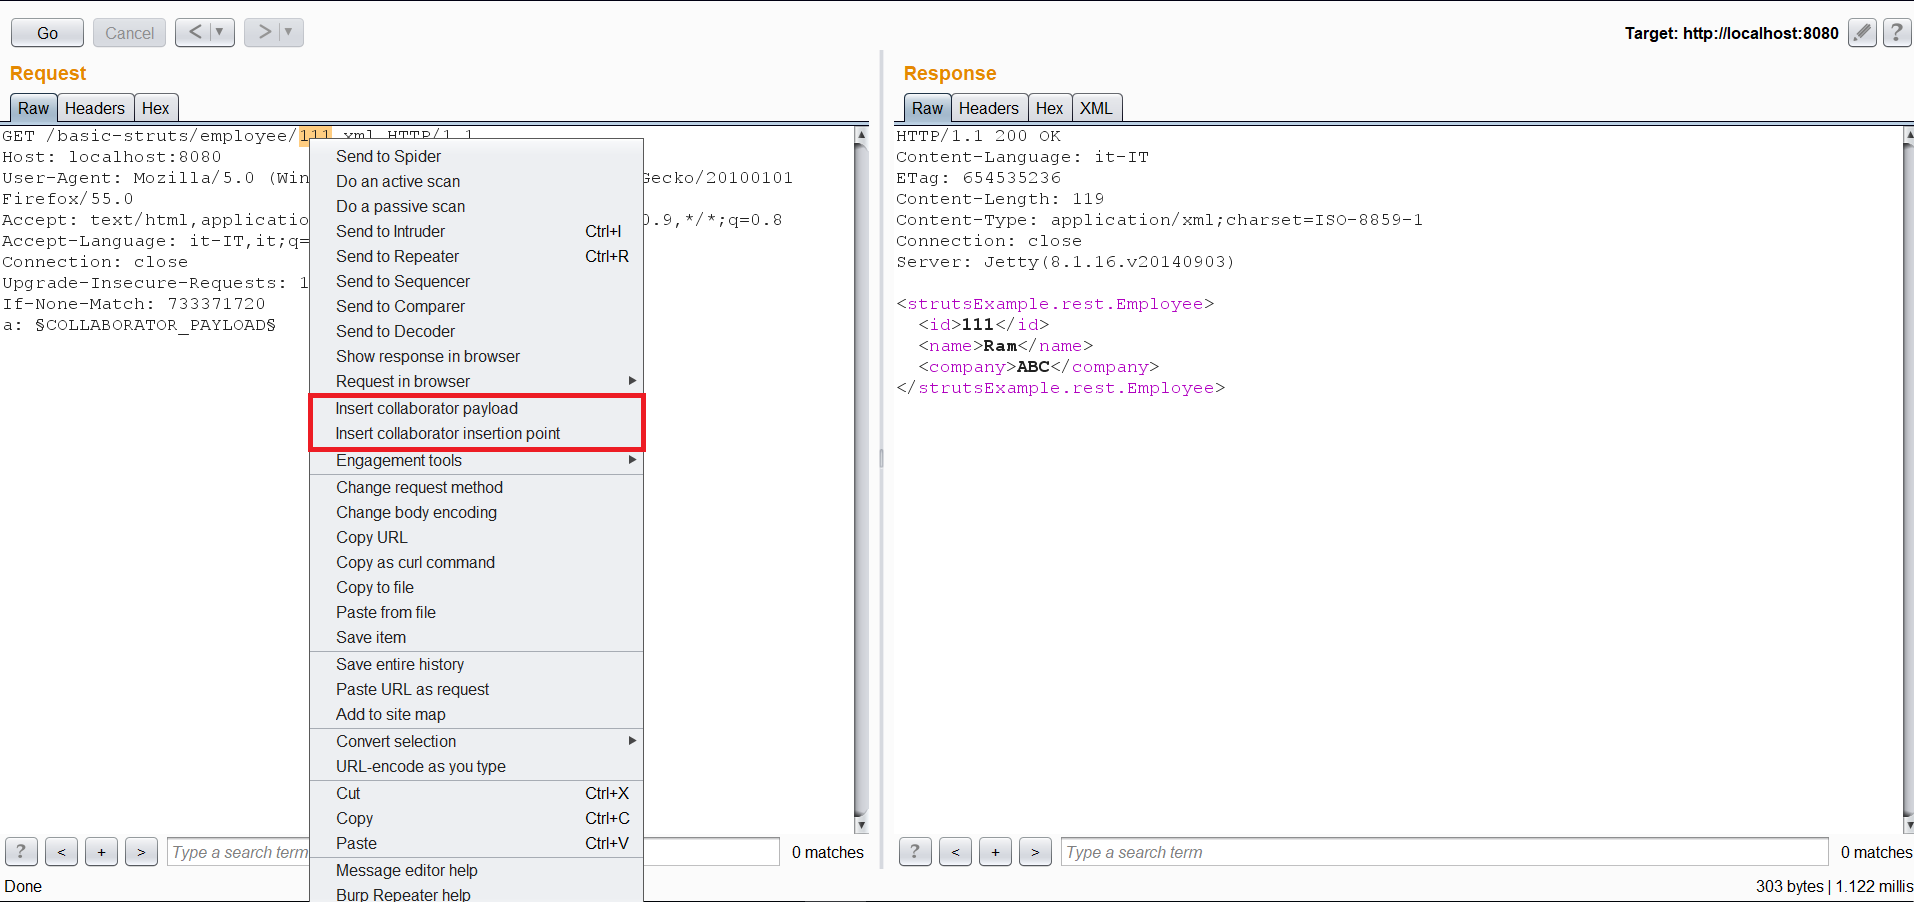 Go Cancel < ▼ > ▼ Target: http://localhost:8080 ?
Request
Raw Headers Hex
GET /basic-struts/employee/111.xml HTTP/1.1
Host: localhost:8080
User-Agent: Mozilla/5.0 (Win Gecko/20100101
Firefox/55.0
Accept: text/html,applicatio 0.9,*/*;q=0.8
Accept-Language: it-IT,it;q=
Connection: close
Upgrade-Insecure-Requests: 1
If-None-Match: 733371720
a: §COLLABORATOR_PAYLOAD§
Send to Spider
Do an active scan
Do a passive scan
Send to Intruder Ctrl+I
Send to Repeater Ctrl+R
Send to Sequencer
Send to Comparer
Send to Decoder
Show response in browser
Request in browser
Insert collaborator payload
Insert collaborator insertion point
Engagement tools
Change request method
Change body encoding
Copy URL
Copy as curl command
Copy to file
Paste from file
Save item
Save entire history
Paste URL as request
Add to site map
Convert selection
URL-encode as you type
Cut Ctrl+X
Copy Ctrl+C
Paste Ctrl+V
Message editor help
Burp Repeater help
? < + > Type a search term 0 matches
Done
Response
Raw Headers Hex XML
HTTP/1.1 200 OK
Content-Language: it-IT
ETag: 654535236
Content-Length: 119
Content-Type: application/xml;charset=ISO-8859-1
Connection: close
Server: Jetty(8.1.16.v20140903)
<strutsExample.rest.Employee>
<id>111</id>
<name>Ram</name>
<company>ABC</company>
</strutsExample.rest.Employee>
? < + > Type a search term 0 matches
303 bytes | 1.122 millis